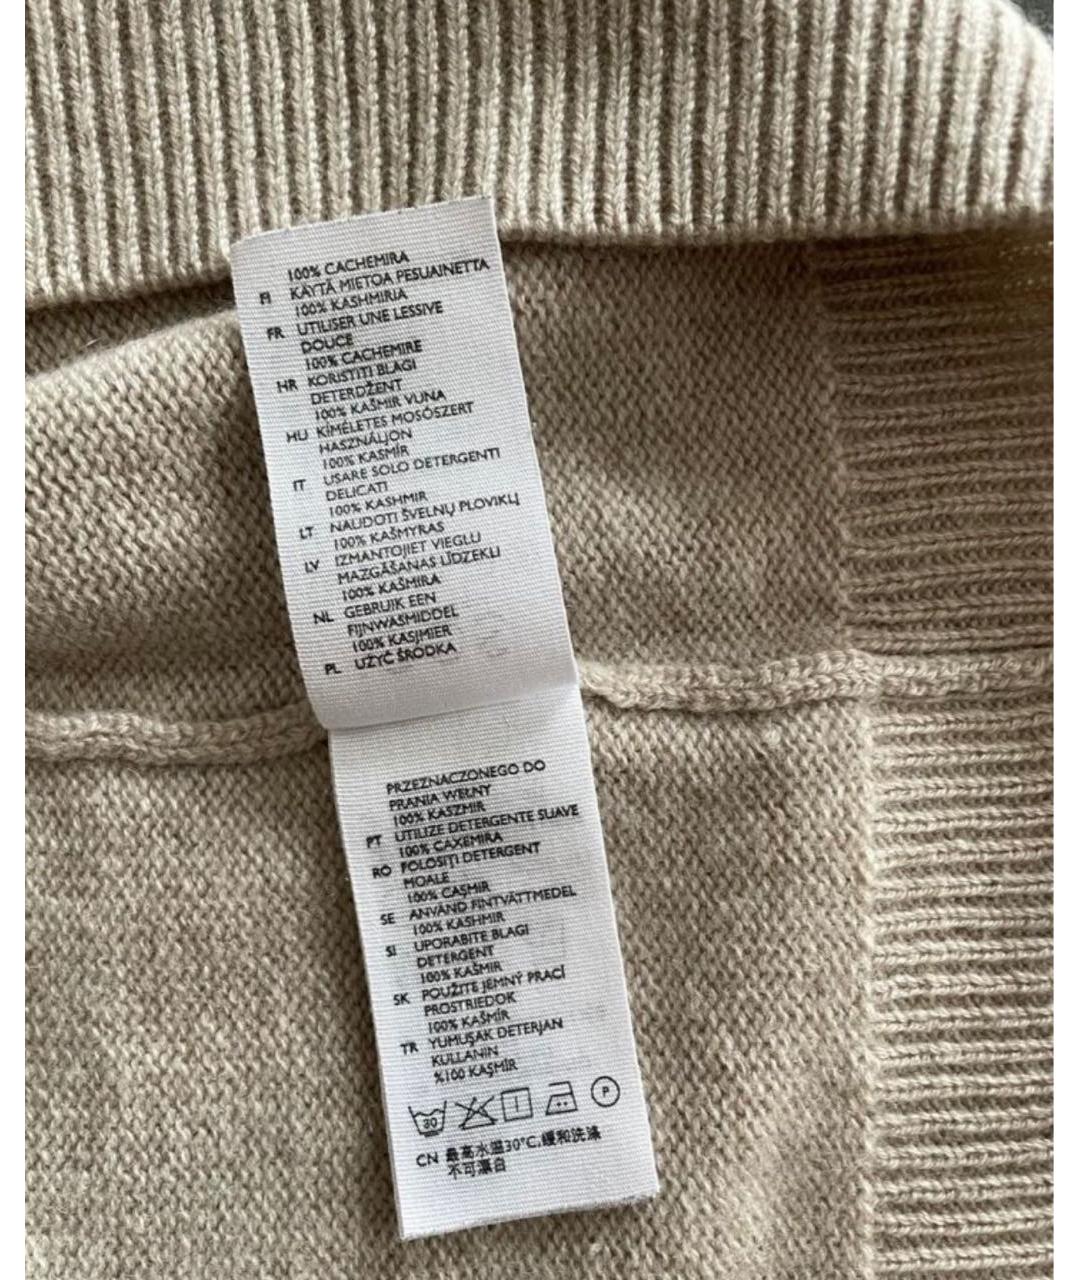 100% CACHEMIRA
FI KÄYTÄ MIETOA PESUAINETTA
100% KASHMIRIA
FR UTILISER UNE LESSIVE
DOUCE
100% CACHEMIRE
HR KORISTITI BLAGI
DETERDŽENT
100% KAŠMIR VUNA
HU KÍMÉLETES MOSÓSZERT
HASZNÁLJON
100% KASMÍR
IT USARE SOLO DETERGENTI
DELICATI
100% KASHMIR
LT NAUDOTI ŠVELNŲ PLOVIKLĮ
100% KAŠMYRAS
LV IZMANTOJIET VIEGLU
MAZGĀŠANAS LĪDZEKLI
100% KAŠMIRA
NL GEBRUIK EEN
FIJNWASMIDDEL
100% KASJMIER
PL UŻYĆ ŚRODKA
PRZEZNACZONEGO DO
PRANIA WEŁNY
100% KASZMIR
PT UTILIZE DETERGENTE SUAVE
100% CAXEMIRA
RO FOLOSIȚI DETERGENT
MOALE
100% CAȘMIR
SE ANVÄND FINTVÄTTMEDEL
100% KASHMIR
SI UPORABITE BLAGI
DETERGENT
100% KAŠMIR
SK POUŽITE JEMNÝ PRACÍ
PROSTRIEDOK
100% KAŠMÍR
TR YUMUŞAK DETERJAN
KULLANIN
%100 KAŞMİR
30 P
CN 最高水温30°C,缓和洗涤
不可漂白